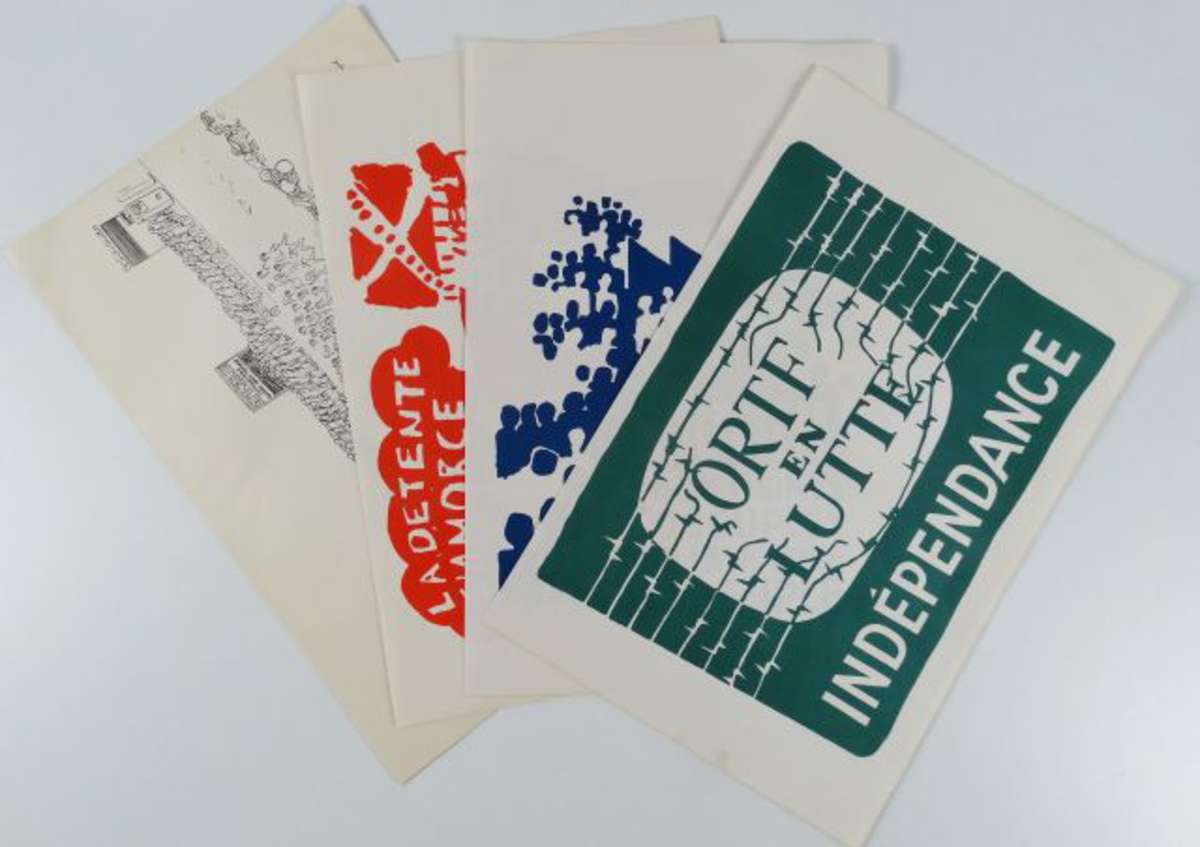 LA DETENTE
L'AMORCE
L'ORTF
EN
LUTTE
INDÉPENDANCE